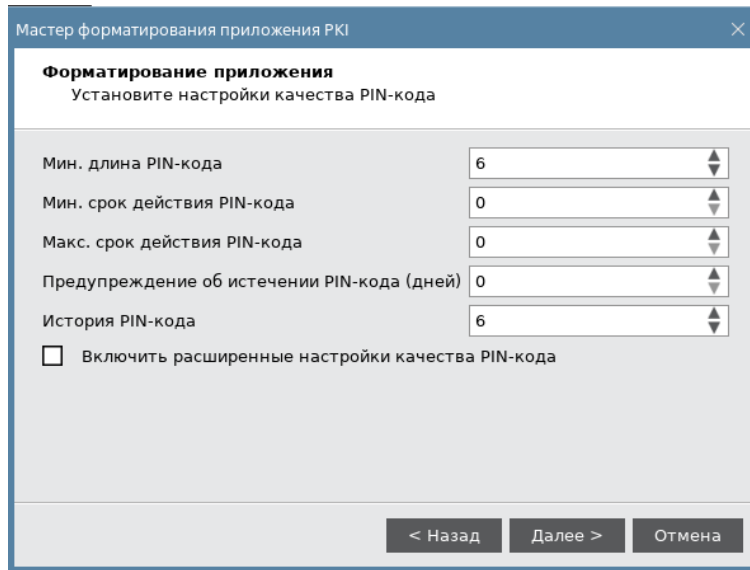 Мастер форматирования приложения PKI
Форматирование приложения
Установите настройки качества PIN-кода
Мин. длина PIN-кода 6
Мин. срок действия PIN-кода 0
Макс. срок действия PIN-кода 0
Предупреждение об истечении PIN-кода (дней) 0
История PIN-кода 6
Включить расширенные настройки качества PIN-кода
< Назад Далее > Отмена